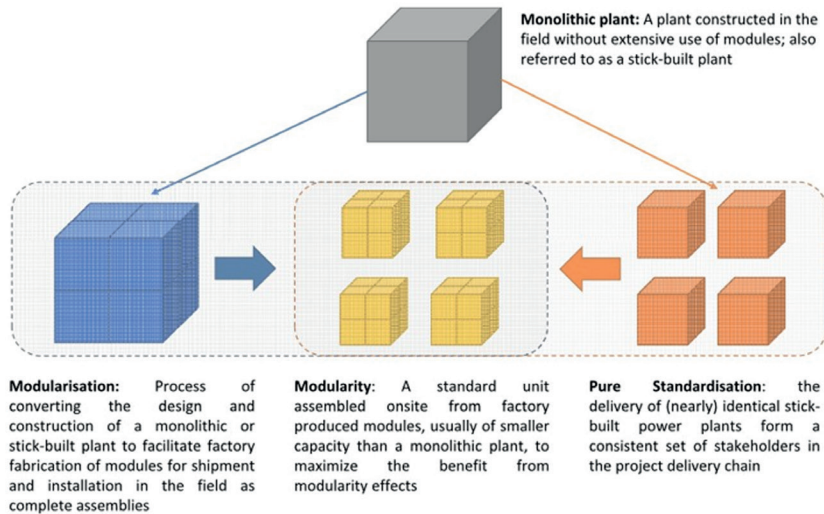 Monolithic plant: A plant constructed in the
field without extensive use of modules; also
referred to as a stick-built plant
Modularisation: Process of
converting the design and
construction of a monolithic or
stick-built plant to facilitate factory
fabrication of modules for shipment
and installation in the field as
complete assemblies
Modularity: A standard unit
assembled onsite from factory
produced modules, usually of smaller
capacity than a monolithic plant, to
maximize the benefit from
modularity effects
Pure Standardisation: the
delivery of (nearly) identical stick-
built power plants form a
consistent set of stakeholders in
the project delivery chain